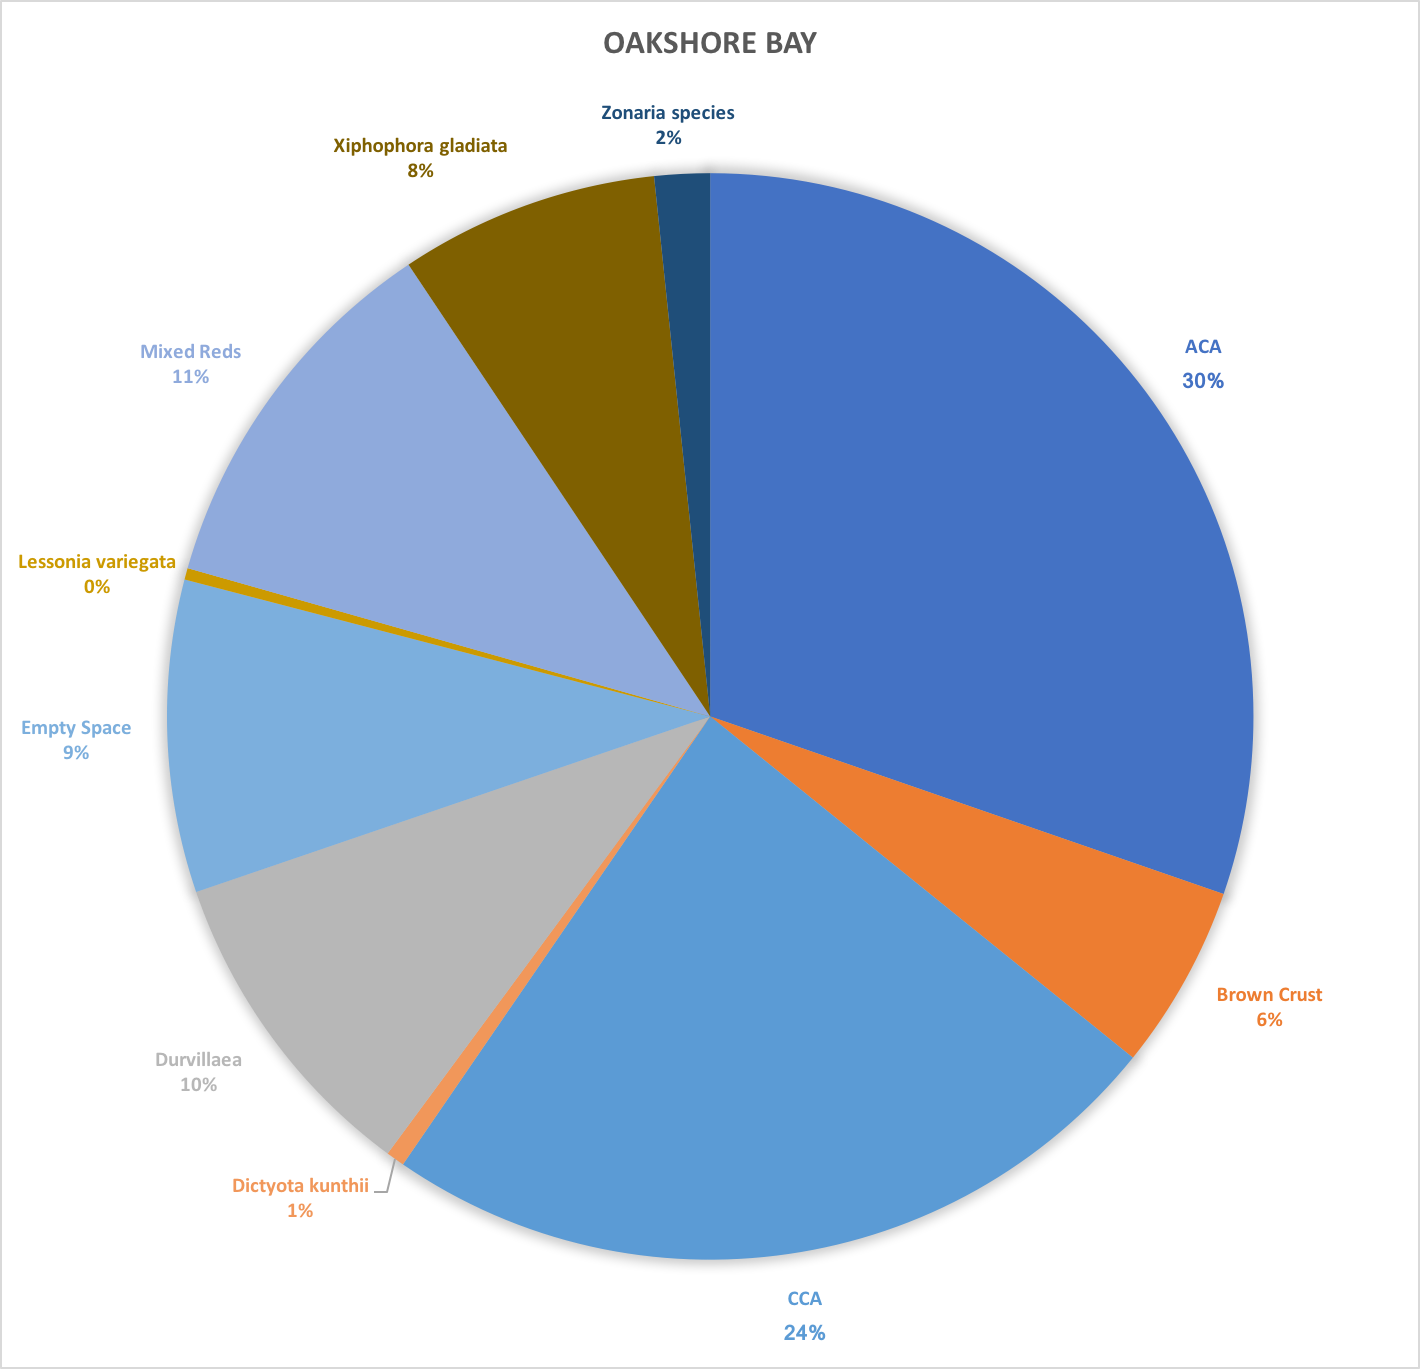 OAKSHORE BAY
Zonaria species
2%
Xiphophora gladiata
8%
ACA
30%
Mixed Reds
11%
Lessonia variegata
0%
Empty Space
9%
Brown Crust
6%
Durvillaea
10%
Dictyota kunthii
1%
CCA
24%